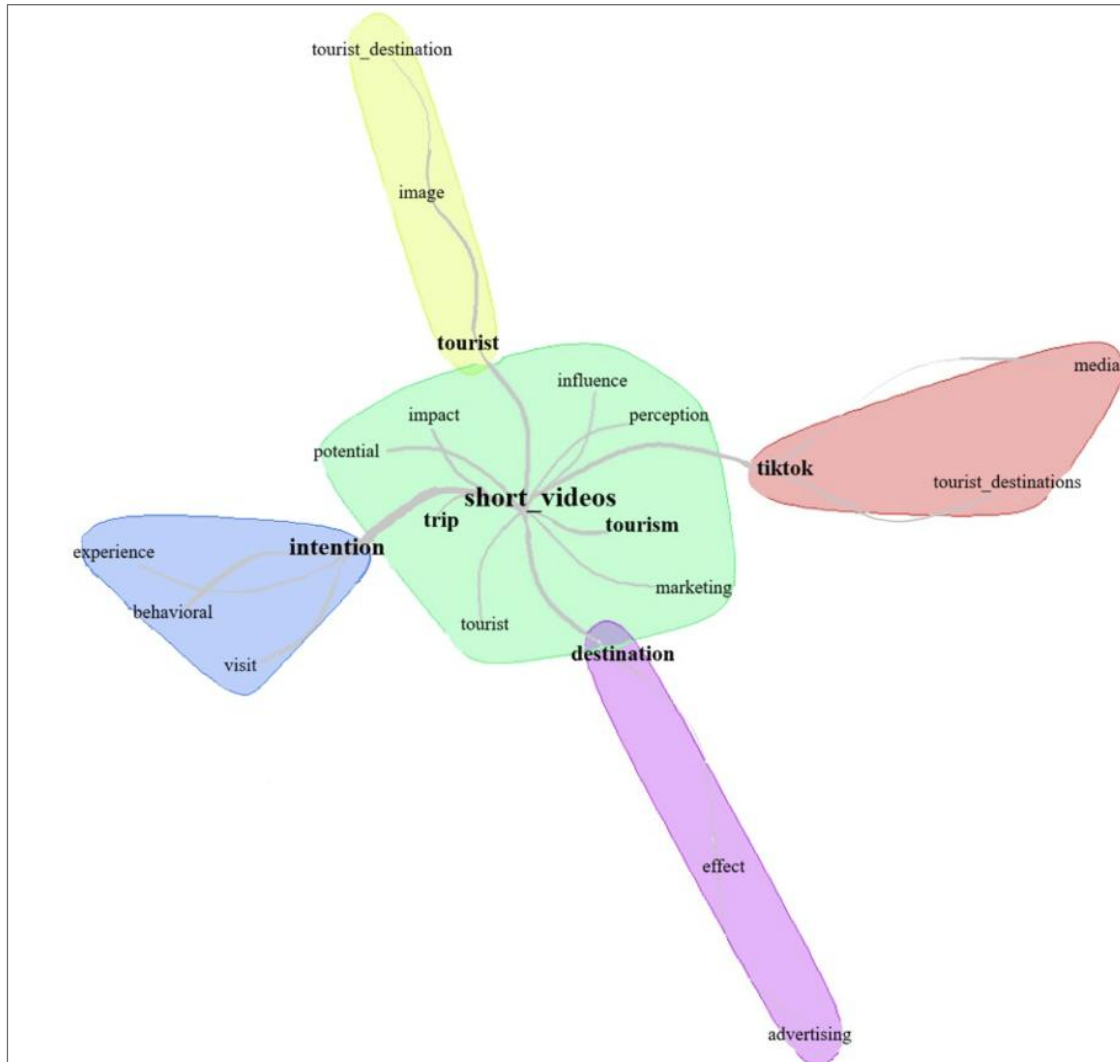 tourist_destination
image
tourist
influence
impact
perception
potential
media
tiktok
tourist_destinations
short_videos
trip
tourism
intention
experience
behavioral
visit
marketing
tourist
destination
effect
advertising